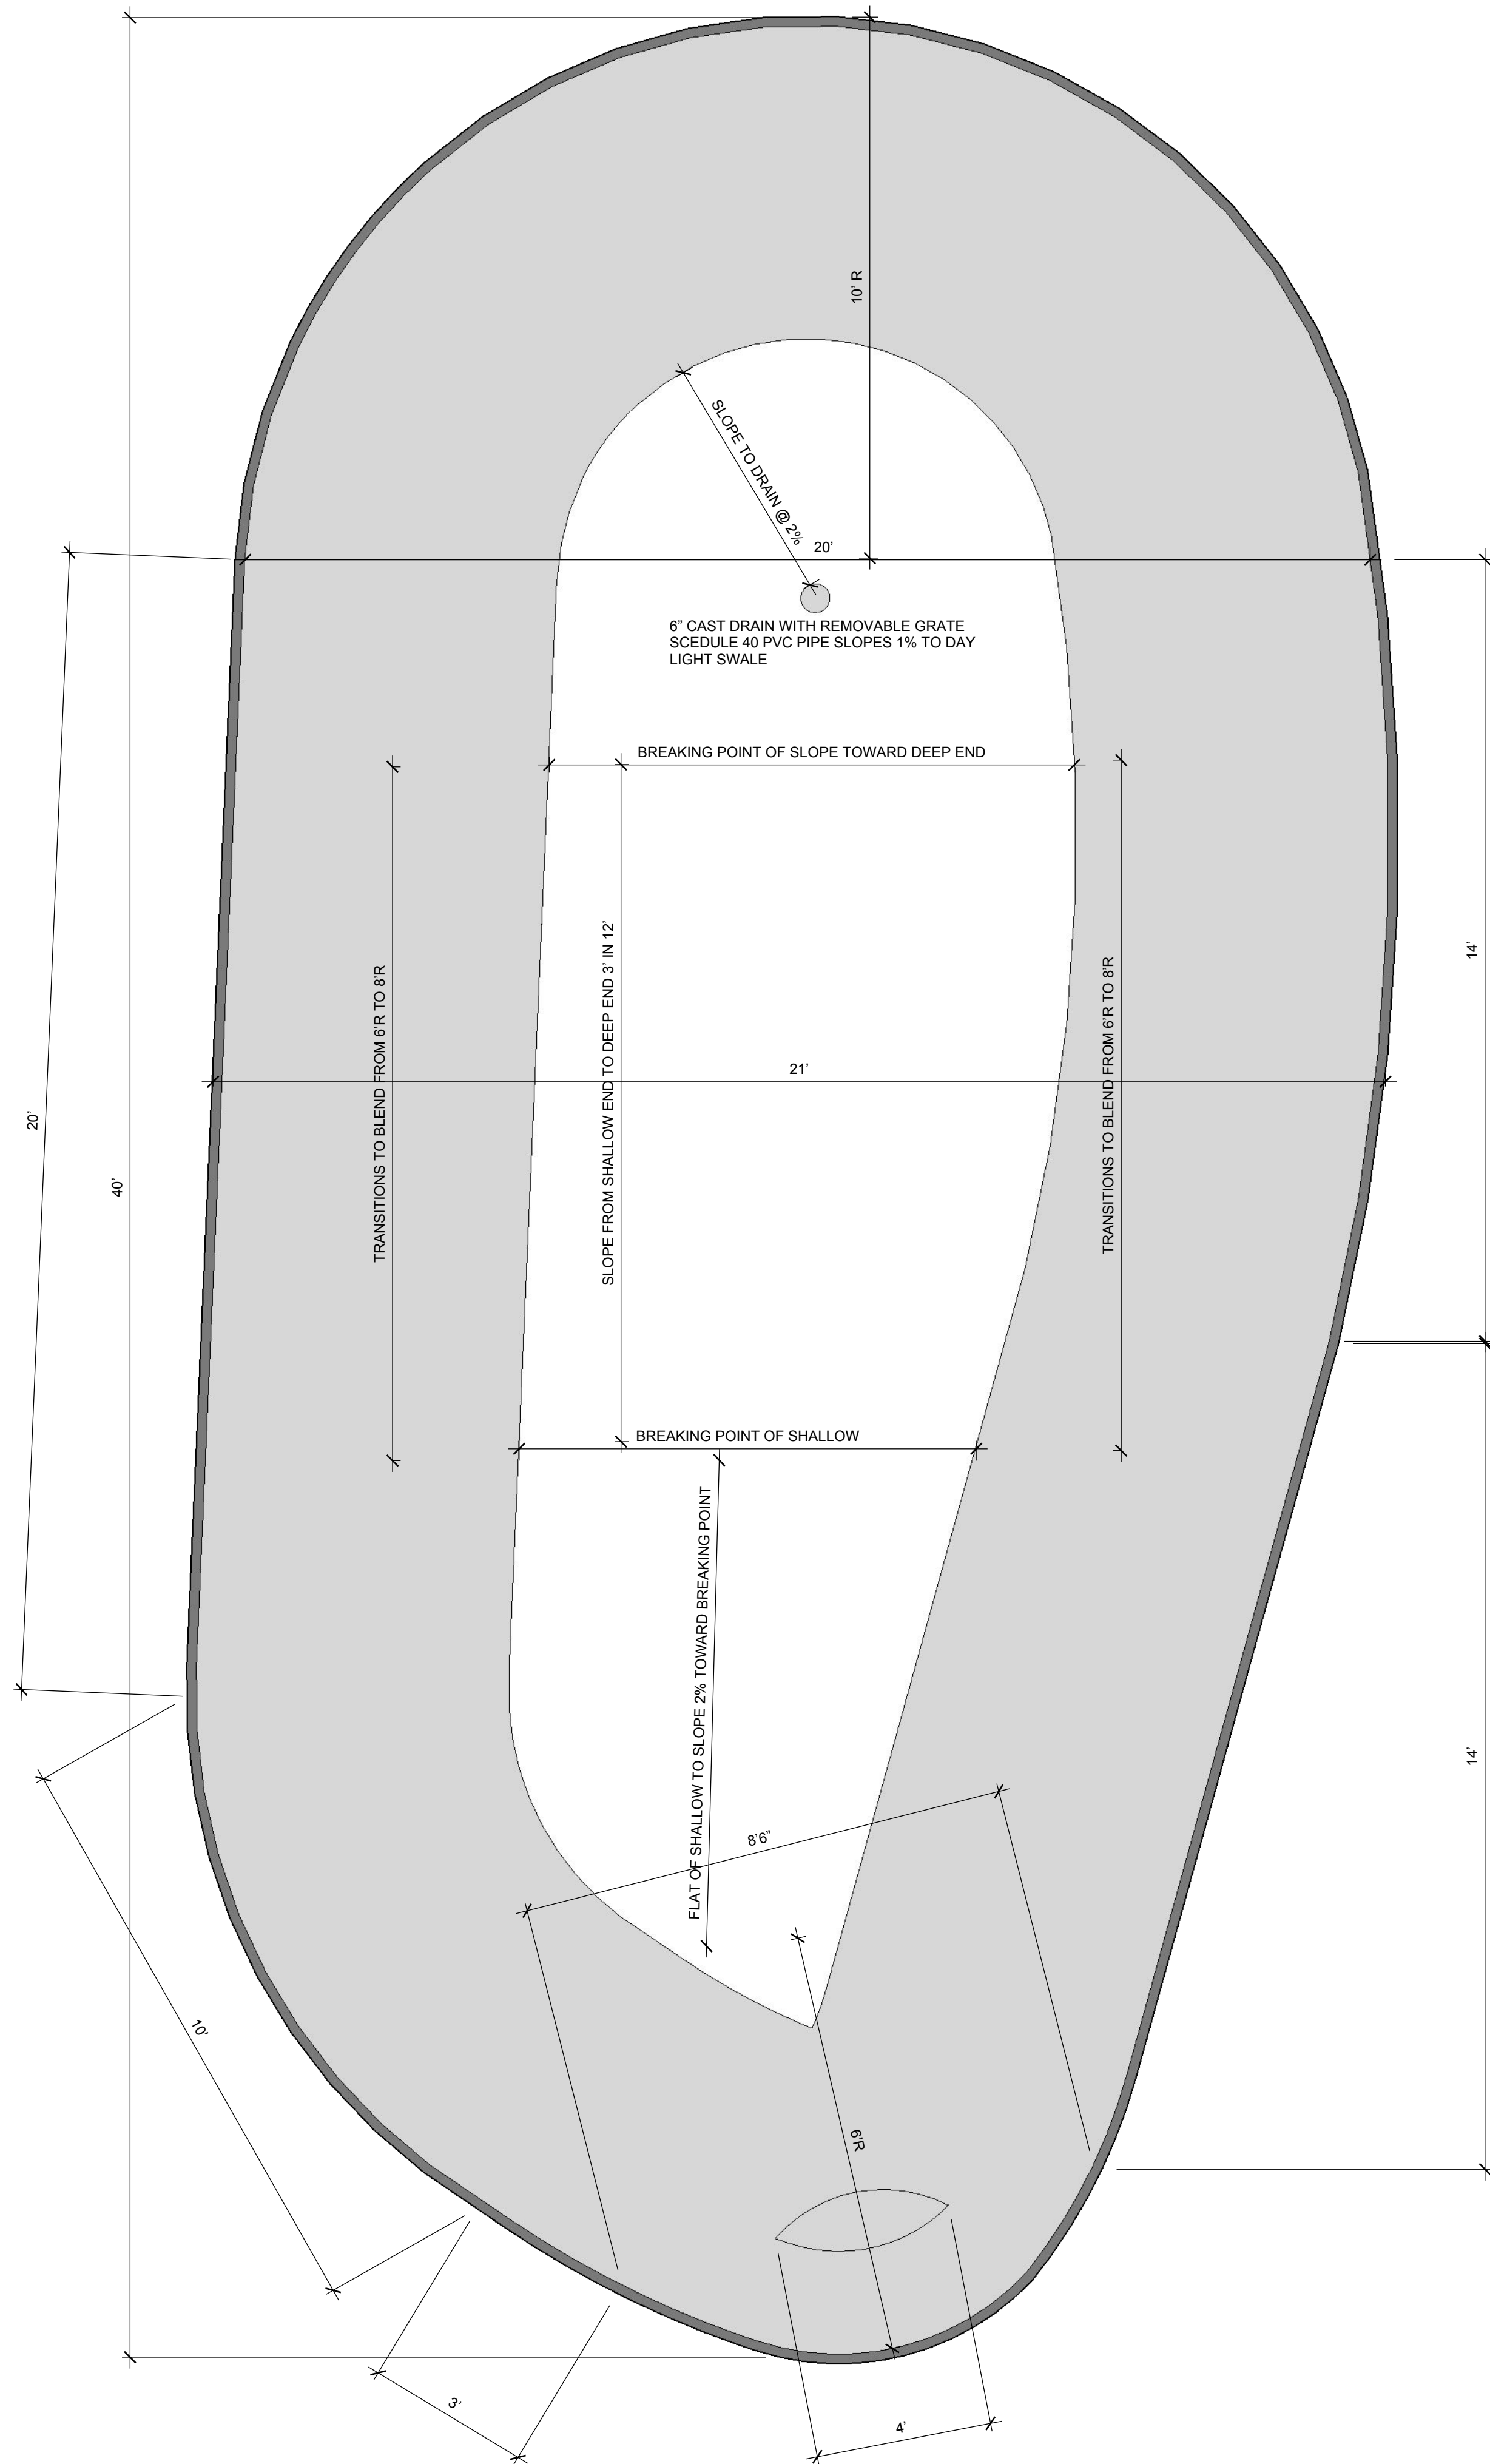 10’ R
SLOPE TO DRAIN @ 2%
20’
6” CAST DRAIN WITH REMOVABLE GRATE
SCEDULE 40 PVC PIPE SLOPES 1% TO DAY
LIGHT SWALE
BREAKING POINT OF SLOPE TOWARD DEEP END
TRANSITIONS TO BLEND FROM 6’R TO 8’R
SLOPE FROM SHALLOW END TO DEEP END 3’ IN 12’
TRANSITIONS TO BLEND FROM 6’R TO 8’R
14’
21’
20’
40’
BREAKING POINT OF SHALLOW
FLAT OF SHALLOW TO SLOPE 2% TOWARD BREAKING POINT
14’
8’6”
10’
6’R
3’
4’